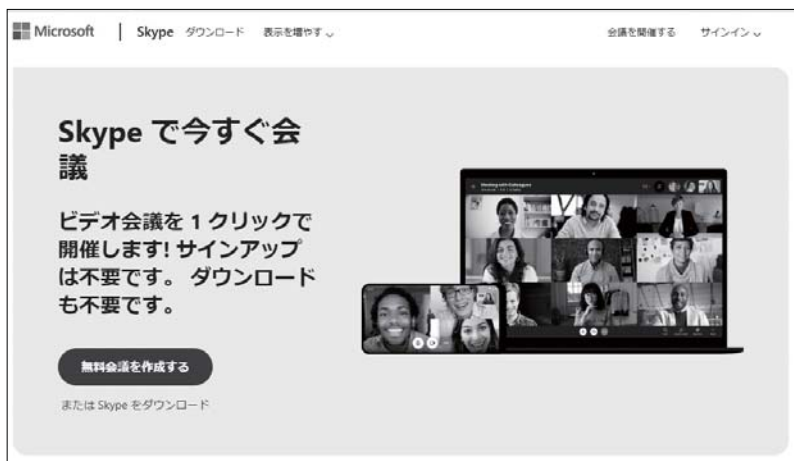 Microsoft | Skype ダウンロード 表示を増やす 会議を開催する サインイン
Skype で今すぐ会
議
ビデオ会議を 1 クリックで
開催します! サインアップ
は不要です。 ダウンロード
も不要です。
無料会議を作成する
または Skype をダウンロード
Meeting with Colleagues